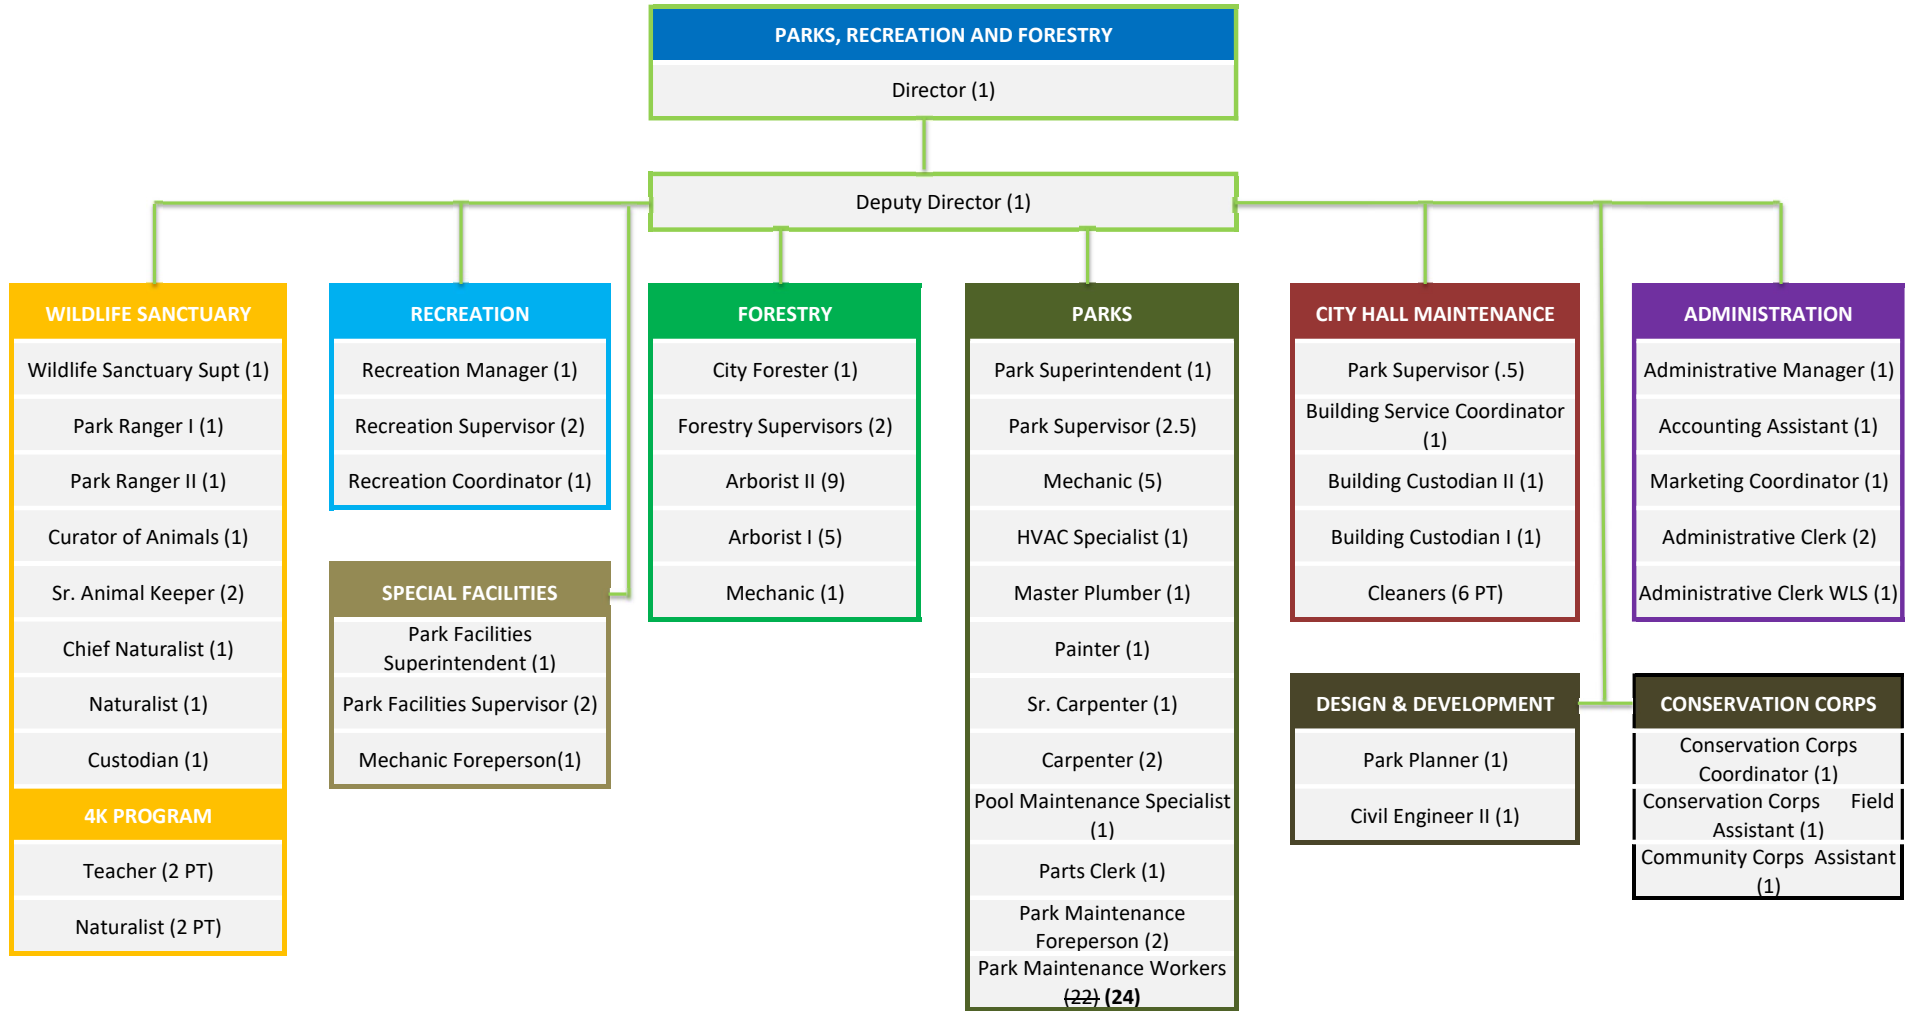 PARKS, RECREATION AND FORESTRY
Director (1)
Deputy Director (1)
WILDLIFE SANCTUARY
Wildlife Sanctuary Supt (1)
Park Ranger I (1)
Park Ranger II (1)
Curator of Animals (1)
Sr. Animal Keeper (2)
Chief Naturalist (1)
Naturalist (1)
Custodian (1)
4K PROGRAM
Teacher (2 PT)
Naturalist (2 PT)
RECREATION
Recreation Manager (1)
Recreation Supervisor (2)
Recreation Coordinator (1)
SPECIAL FACILITIES
Park Facilities
Superintendent (1)
Park Facilities Supervisor (2)
Mechanic Foreperson(1)
FORESTRY
City Forester (1)
Forestry Supervisors (2)
Arborist II (9)
Arborist I (5)
Mechanic (1)
PARKS
Park Superintendent (1)
Park Supervisor (2.5)
Mechanic (5)
HVAC Specialist (1)
Master Plumber (1)
Painter (1)
Sr. Carpenter (1)
Carpenter (2)
Pool Maintenance Specialist
(1)
Parts Clerk (1)
Park Maintenance
Foreperson (2)
Park Maintenance Workers
(22) (24)
CITY HALL MAINTENANCE
Park Supervisor (.5)
Building Service Coordinator
(1)
Building Custodian II (1)
Building Custodian I (1)
Cleaners (6 PT)
DESIGN & DEVELOPMENT
Park Planner (1)
Civil Engineer II (1)
ADMINISTRATION
Administrative Manager (1)
Accounting Assistant (1)
Marketing Coordinator (1)
Administrative Clerk (2)
Administrative Clerk WLS (1)
CONSERVATION CORPS
Conservation Corps
Coordinator (1)
Conservation Corps Field
Assistant (1)
Community Corps Assistant
(1)